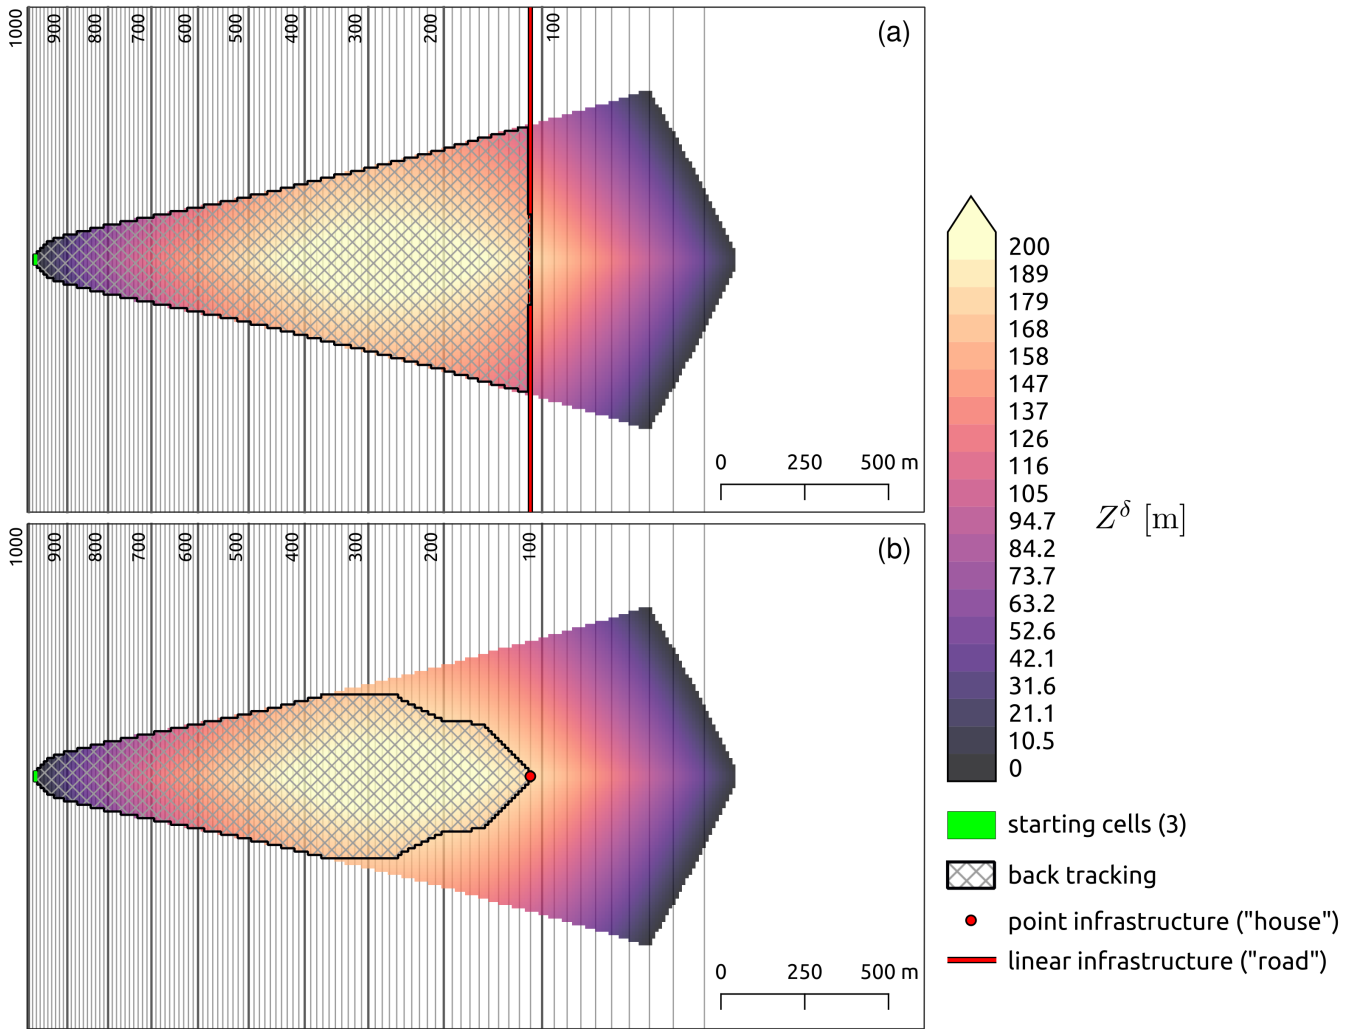 1000 900 800 700 600 500 400 300 200 100
(a)
0 250 500 m
1000 900 800 700 600 500 400 300 200 100
(b)
0 250 500 m
200
189
179
168
158
147
137
126
116
105
94.7
84.2
73.7
63.2
52.6
42.1
31.6
21.1
10.5
0
Z^δ [m]
starting cells (3)
back tracking
point infrastructure ("house")
linear infrastructure ("road")